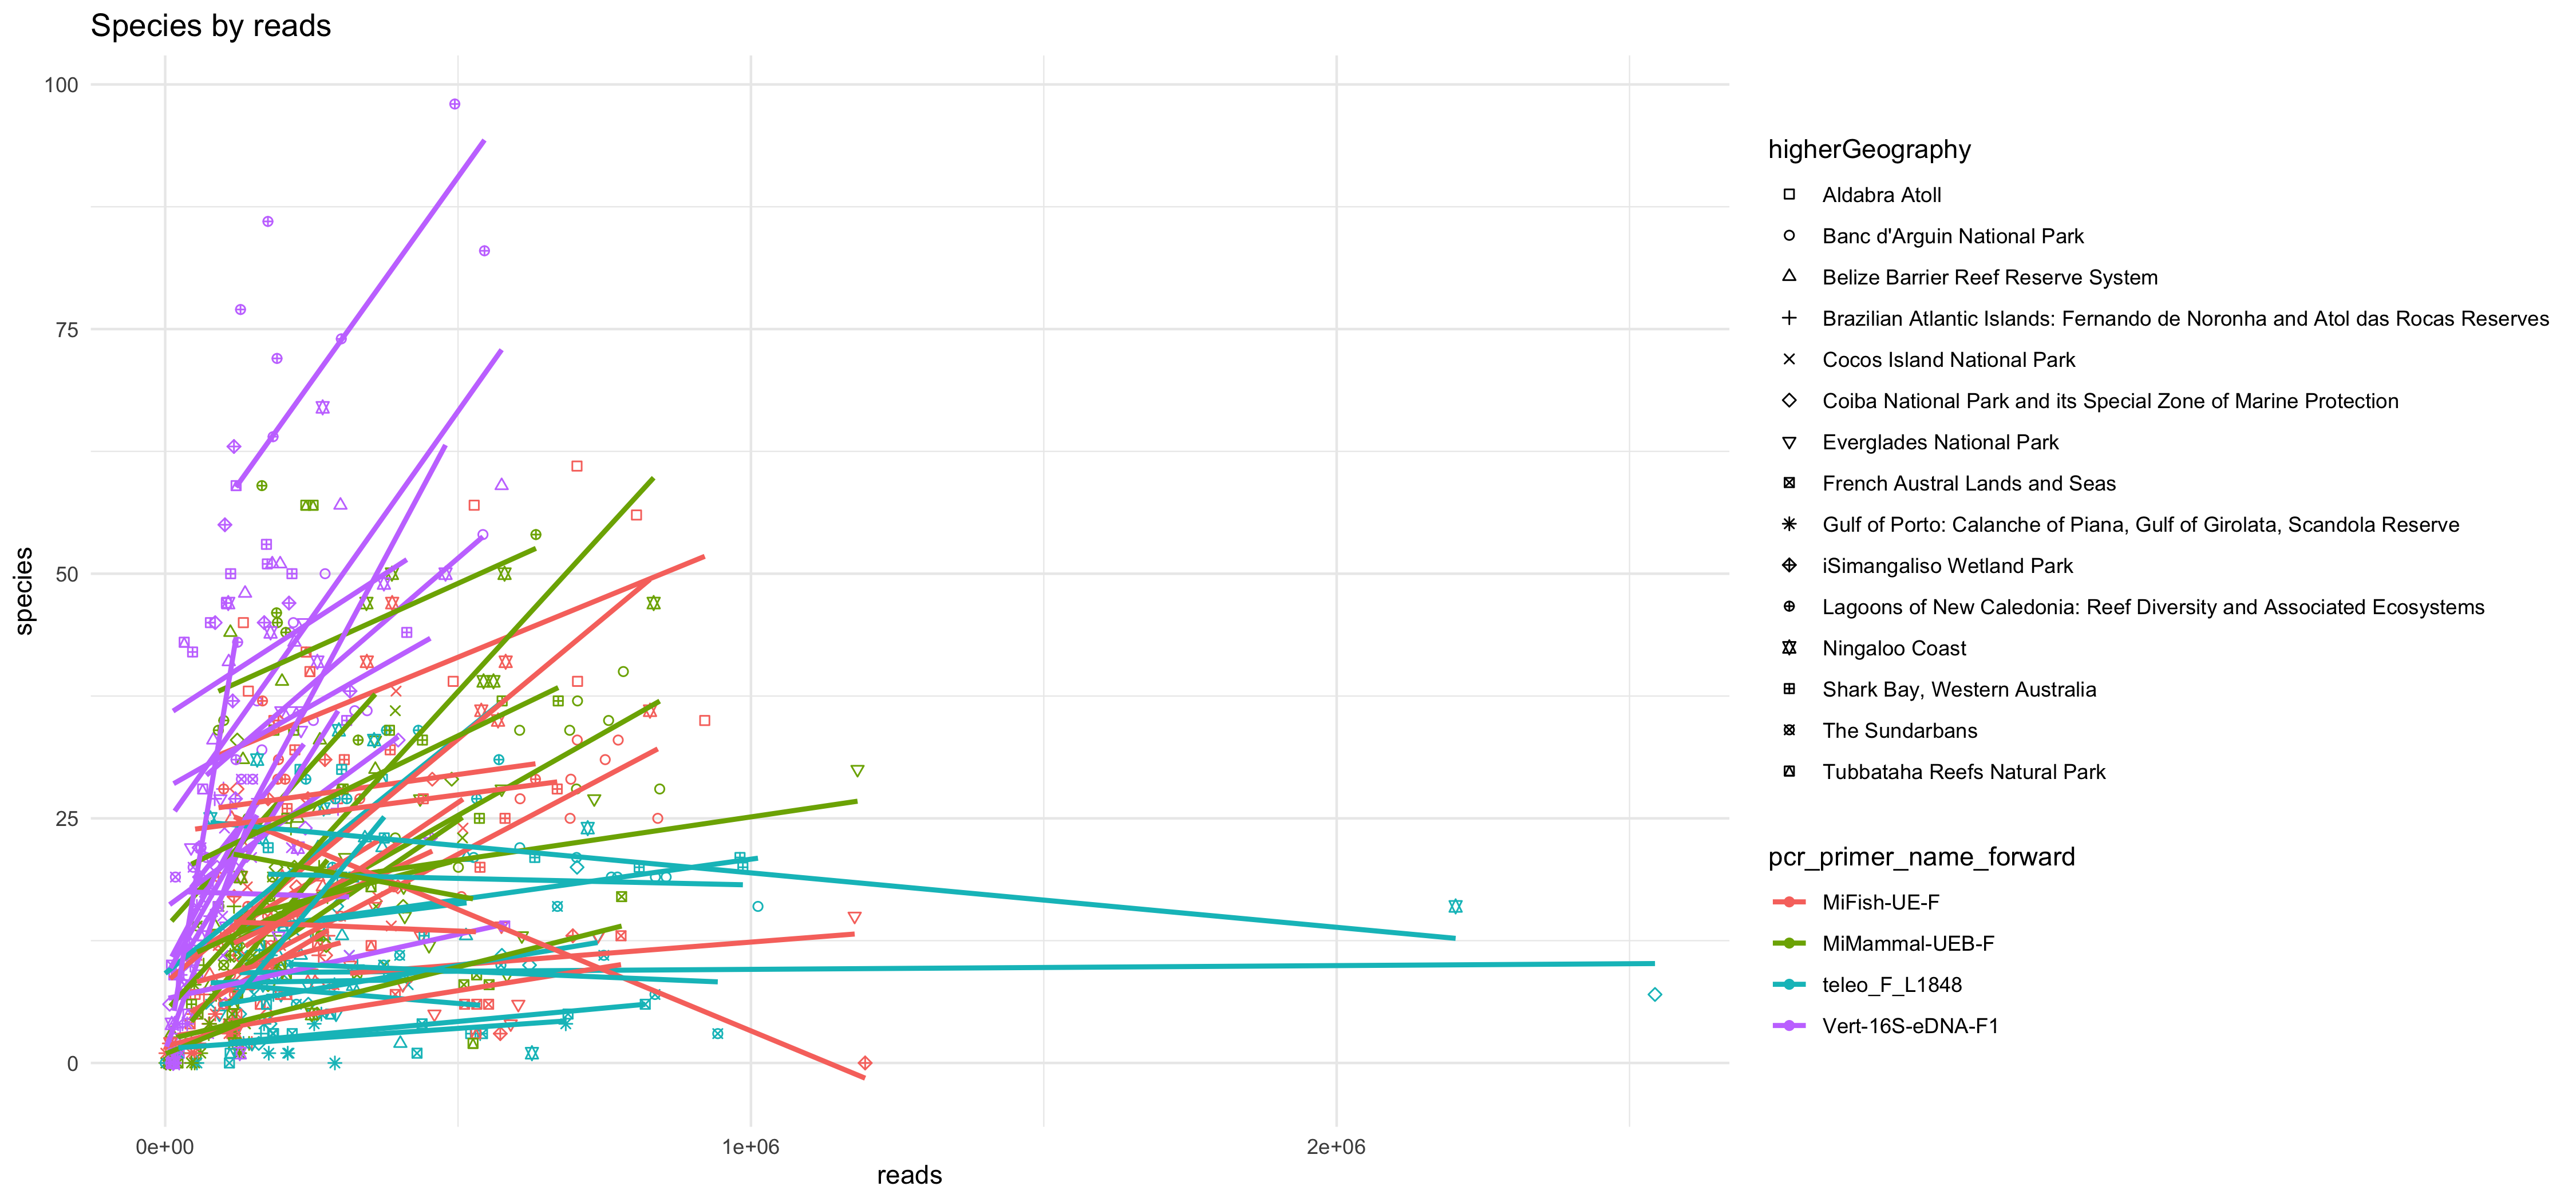 Species by reads
100
75
50
25
0
species
0e+00
1e+06
2e+06
reads
higherGeography
Aldabra Atoll
Banc d'Arguin National Park
Belize Barrier Reef Reserve System
Brazilian Atlantic Islands: Fernando de Noronha and Atol das Rocas Reserves
Cocos Island National Park
Coiba National Park and its Special Zone of Marine Protection
Everglades National Park
French Austral Lands and Seas
Gulf of Porto: Calanche of Piana, Gulf of Girolata, Scandola Reserve
iSimangaliso Wetland Park
Lagoons of New Caledonia: Reef Diversity and Associated Ecosystems
Ningaloo Coast
Shark Bay, Western Australia
The Sundarbans
Tubbataha Reefs Natural Park
pcr_primer_name_forward
MiFish-UE-F
MiMammal-UEB-F
teleo_F_L1848
Vert-16S-eDNA-F1